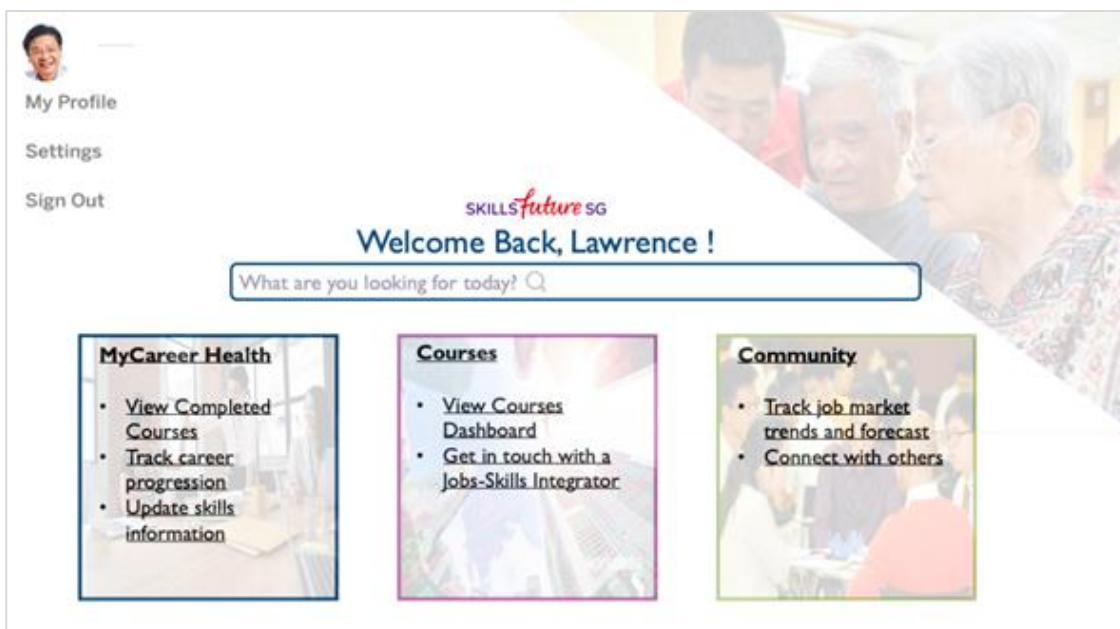 My Profile
Settings
Sign Out
SKILLSfuture SG
Welcome Back, Lawrence !
What are you looking for today?
MyCareer Health
• View Completed
Courses
• Track career
progression
• Update skills
information
Courses
• View Courses
Dashboard
• Get in touch with a
Jobs-Skills Integrator
Community
• Track job market
trends and forecast
• Connect with others